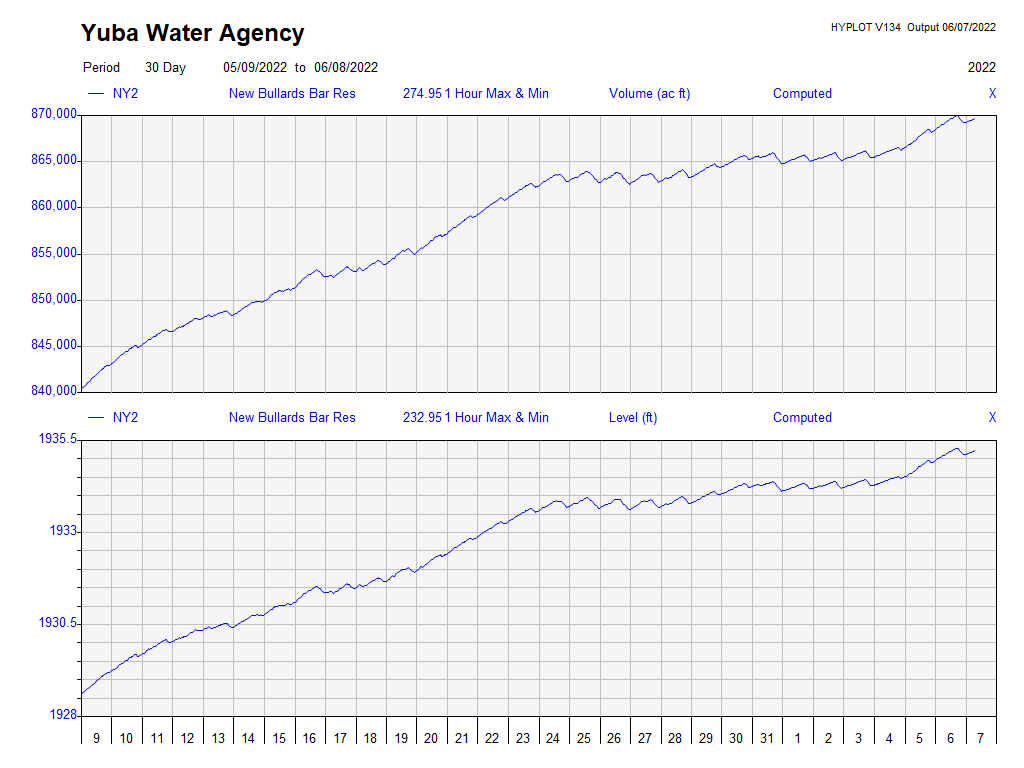 Yuba Water Agency
HYPLOT V134 Output 06/07/2022
Period 30 Day 05/09/2022 to 06/08/2022 2022
NY2 New Bullards Bar Res 274.95 1 Hour Max & Min Volume (ac ft) Computed X
870,000
865,000
860,000
855,000
850,000
845,000
840,000
NY2 New Bullards Bar Res 232.95 1 Hour Max & Min Level (ft) Computed X
1935.5
1933
1930.5
1928
9 10 11 12 13 14 15 16 17 18 19 20 21 22 23 24 25 26 27 28 29 30 31 1 2 3 4 5 6 7